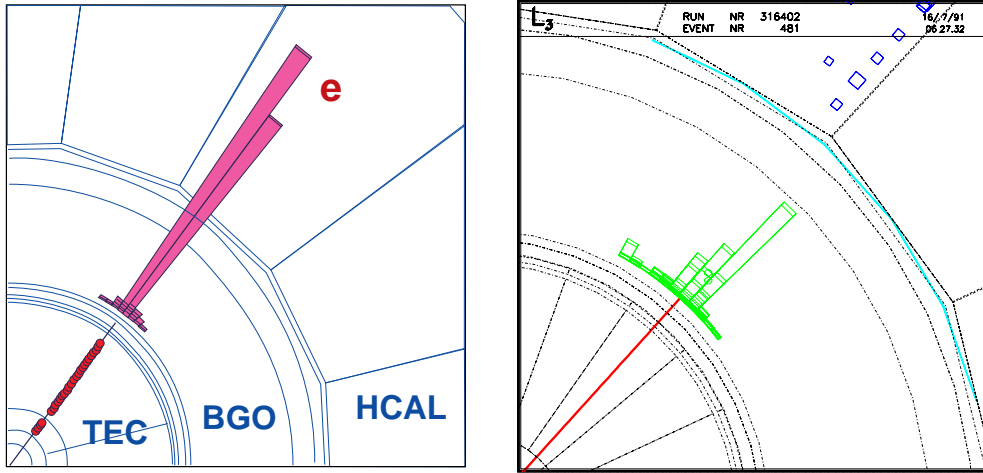 e
TEC
BGO
HCAL
L3
RUN NR 316402
EVENT NR 481
16/7/91
06 27.32